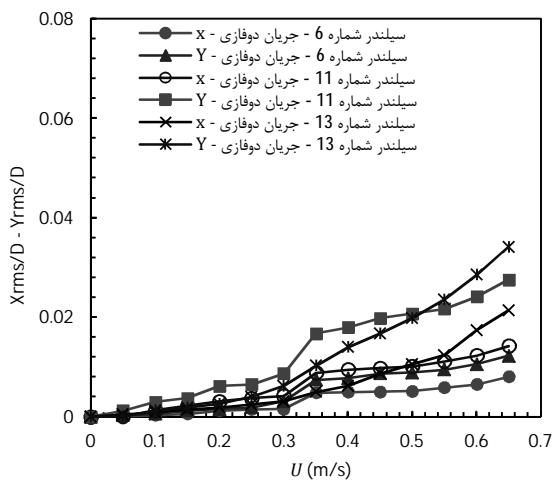 0.08
0.06
0.04
0.02
0
Xrms/D - Yrms/D
سیلندر شماره 6 - جریان دوفازی - x
سیلندر شماره 6 - جریان دوفازی - Y
سیلندر شماره 11 - جریان دوفازی - x
سیلندر شماره 11 - جریان دوفازی - Y
سیلندر شماره 13 - جریان دوفازی - x
سیلندر شماره 13 - جریان دوفازی - Y
0 0.1 0.2 0.3 0.4 0.5 0.6 0.7
U (m/s)